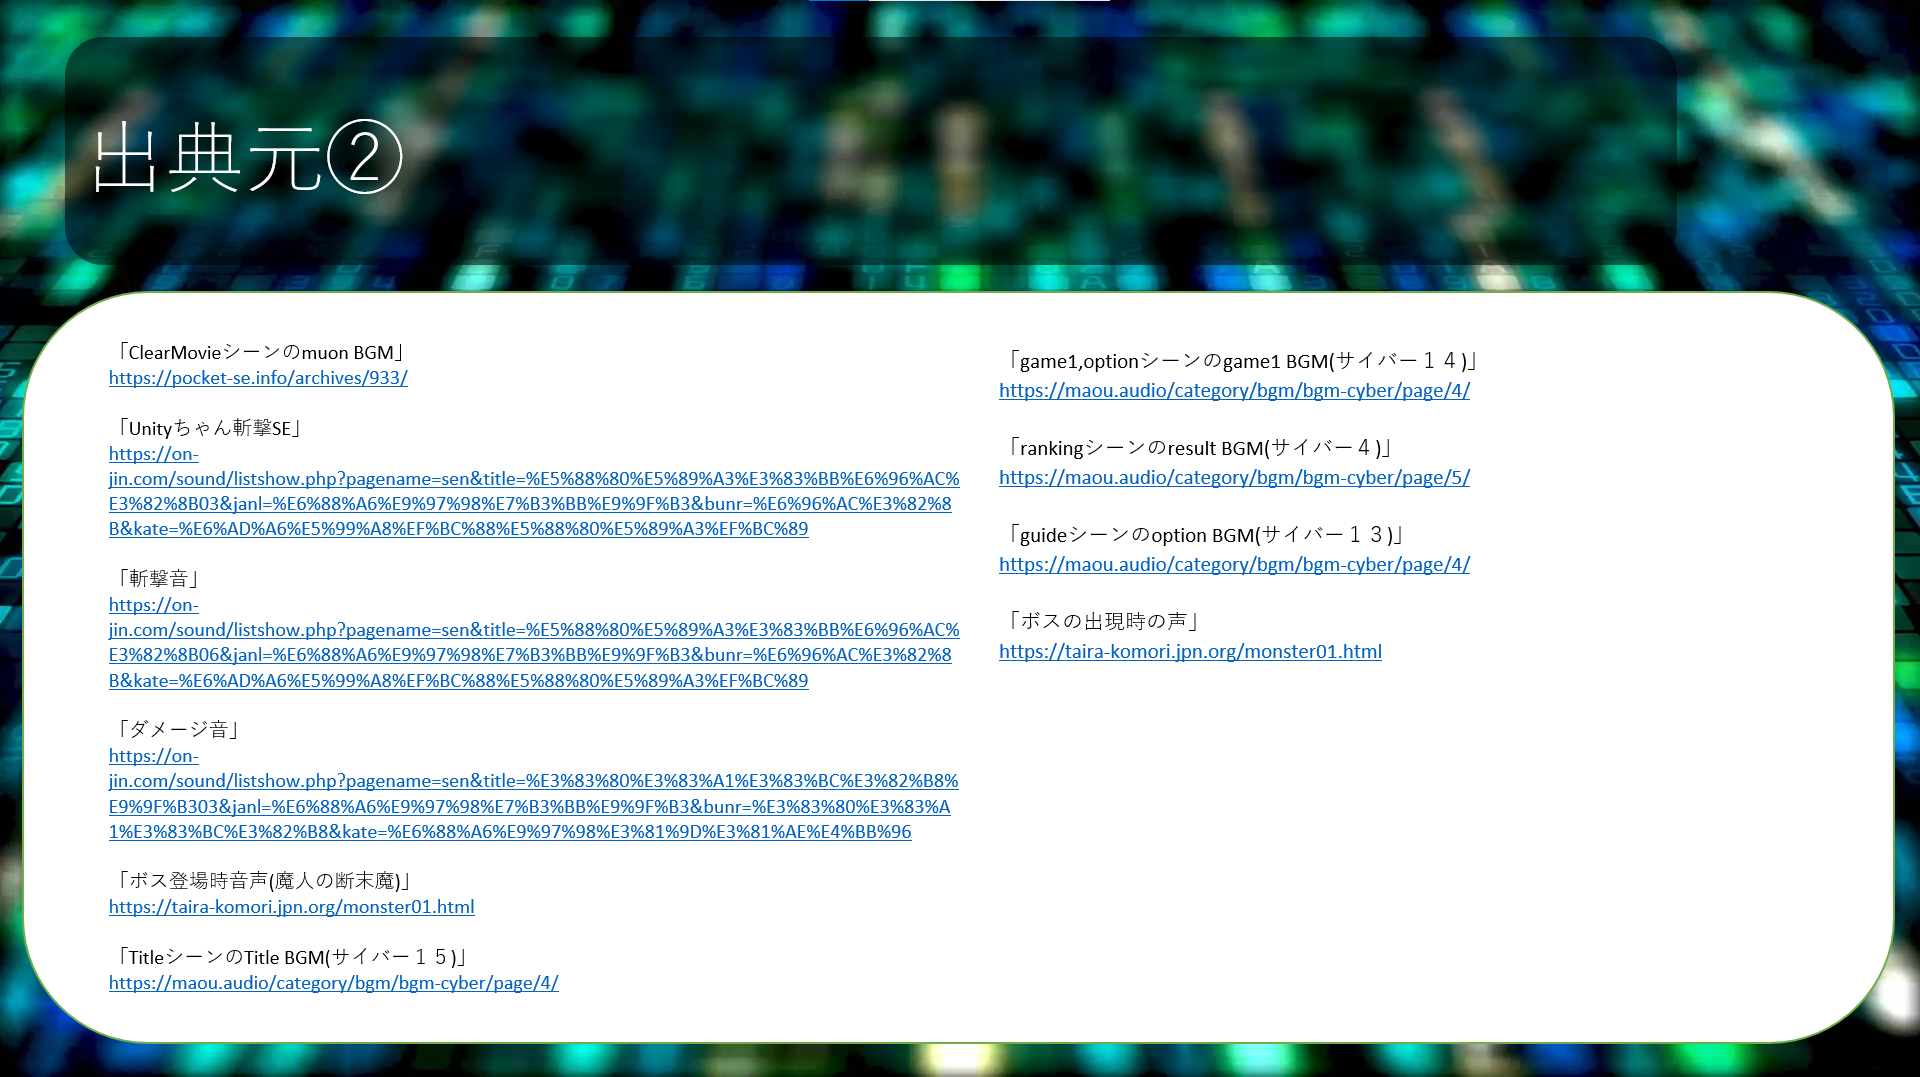 出典元②
「ClearMovieシーンのmuon BGM」
https://pocket-se.info/archives/933/
「Unityちゃん斬撃SE」
https://on-
jin.com/sound/listshow.php?pagename=sen&title=%E5%88%80%E5%89%A3%E3%83%BB%E6%96%AC%
E3%82%8B03&janl=%E6%88%A6%E9%97%98%E7%B3%BB%E9%9F%B3&bunr=%E6%96%AC%E3%82%8
B&kate=%E6%AD%A6%E5%99%A8%EF%BC%88%E5%88%80%E5%89%A3%EF%BC%89
「斬撃音」
https://on-
jin.com/sound/listshow.php?pagename=sen&title=%E5%88%80%E5%89%A3%E3%83%BB%E6%96%AC%
E3%82%8B06&janl=%E6%88%A6%E9%97%98%E7%B3%BB%E9%9F%B3&bunr=%E6%96%AC%E3%82%8
B&kate=%E6%AD%A6%E5%99%A8%EF%BC%88%E5%88%80%E5%89%A3%EF%BC%89
「ダメージ音」
https://on-
jin.com/sound/listshow.php?pagename=sen&title=%E3%83%80%E3%83%A1%E3%83%BC%E3%82%B8%
E9%9F%B303&janl=%E6%88%A6%E9%97%98%E7%B3%BB%E9%9F%B3&bunr=%E3%83%80%E3%83%A
1%E3%83%BC%E3%82%B8&kate=%E6%88%A6%E9%97%98%E3%81%9D%E3%81%AE%E4%BB%96
「ボス登場時音声(魔人の断末魔)」
https://taira-komori.jpn.org/monster01.html
「TitleシーンのTitle BGM(サイバー１５)」
https://maou.audio/category/bgm/bgm-cyber/page/4/
「game1,optionシーンのgame1 BGM(サイバー１４)」
https://maou.audio/category/bgm/bgm-cyber/page/4/
「rankingシーンのresult BGM(サイバー４)」
https://maou.audio/category/bgm/bgm-cyber/page/5/
「guideシーンのoption BGM(サイバー１３)」
https://maou.audio/category/bgm/bgm-cyber/page/4/
「ボスの出現時の声」
https://taira-komori.jpn.org/monster01.html